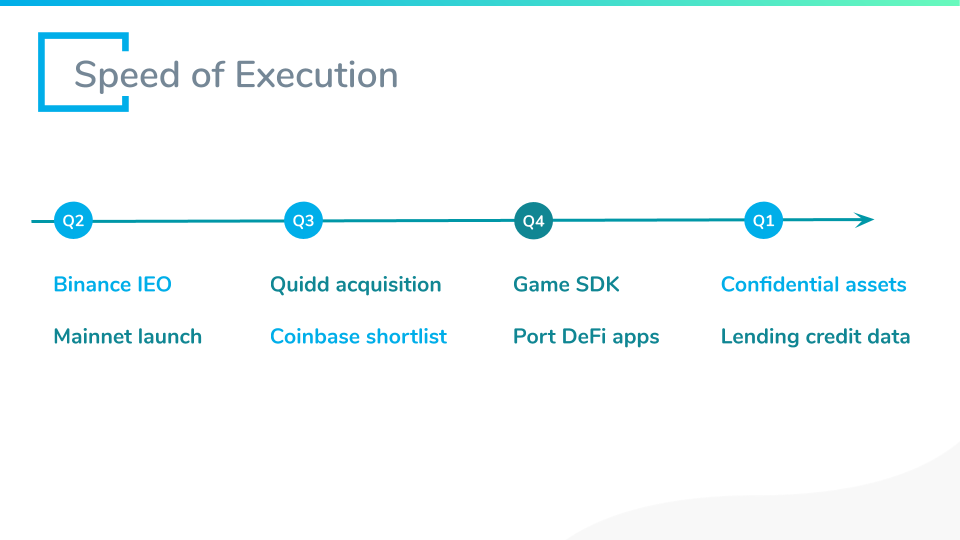 Speed of Execution
Q2 Q3 Q4 Q1
Binance IEO Quidd acquisition Game SDK Confidential assets
Mainnet launch Coinbase shortlist Port DeFi apps Lending credit data